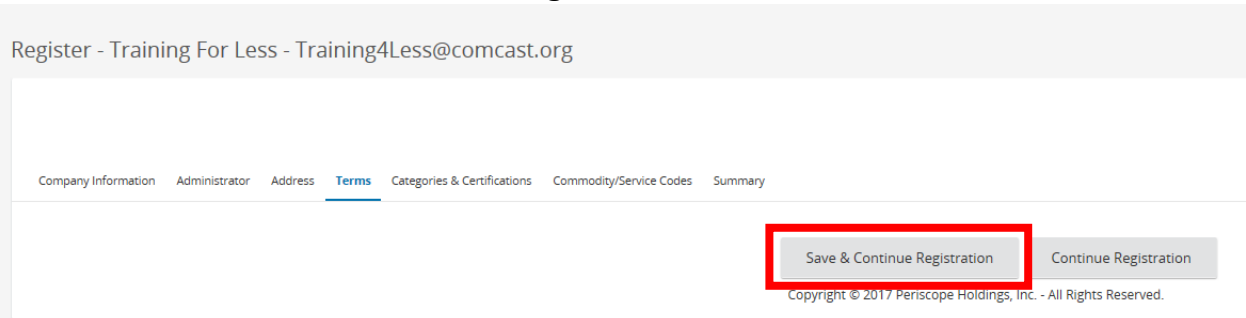 Register - Training For Less - Training4Less@comcast.org
Company Information Administrator Address Terms Categories & Certifications Commodity/Service Codes Summary
Save & Continue Registration Continue Registration
Copyright © 2017 Periscope Holdings, Inc. - All Rights Reserved.